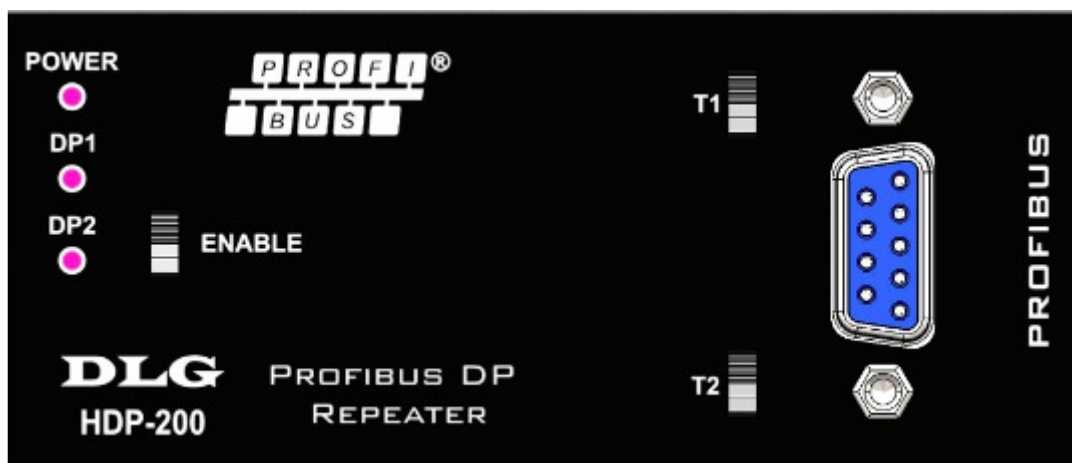 POWER
PROFI®
BUS
DP1
DP2
ENABLE
T1
PROFIBUS
T2
DLG
HDP-200
PROFIBUS DP
REPEATER